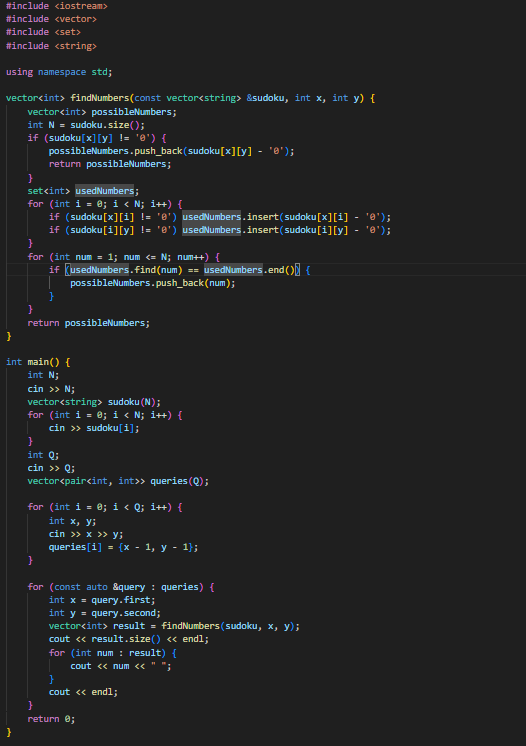 #include <iostream>
#include <vector>
#include <set>
#include <string>

using namespace std;

vector<int> findNumbers(const vector<string> &sudoku, int x, int y) {
    vector<int> possibleNumbers;
    int N = sudoku.size();
    if (sudoku[x][y] != '0') {
        possibleNumbers.push_back(sudoku[x][y] - '0');
        return possibleNumbers;
    }
    set<int> usedNumbers;
    for (int i = 0; i < N; i++) {
        if (sudoku[x][i] != '0') usedNumbers.insert(sudoku[x][i] - '0');
        if (sudoku[i][y] != '0') usedNumbers.insert(sudoku[i][y] - '0');
    }
    for (int num = 1; num <= N; num++) {
        if (usedNumbers.find(num) == usedNumbers.end()) {
            possibleNumbers.push_back(num);
        }
    }
    return possibleNumbers;
}

int main() {
    int N;
    cin >> N;
    vector<string> sudoku(N);
    for (int i = 0; i < N; i++) {
        cin >> sudoku[i];
    }
    int Q;
    cin >> Q;
    vector<pair<int, int>> queries(Q);

    for (int i = 0; i < Q; i++) {
        int x, y;
        cin >> x >> y;
        queries[i] = {x - 1, y - 1};
    }

    for (const auto &query : queries) {
        int x = query.first;
        int y = query.second;
        vector<int> result = findNumbers(sudoku, x, y);
        cout << result.size() << endl;
        for (int num : result) {
            cout << num << " ";
        }
        cout << endl;
    }
    return 0;
}